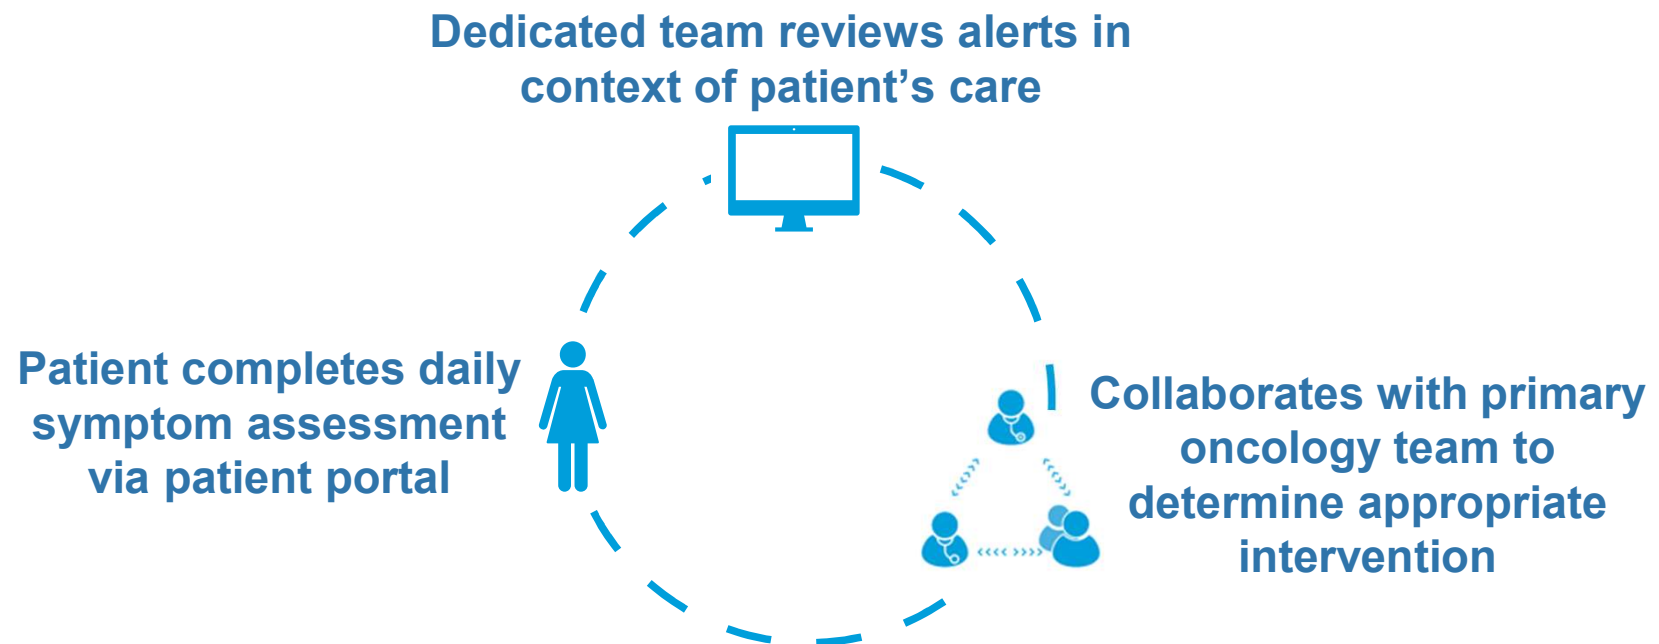 Dedicated team reviews alerts in
context of patient’s care
Patient completes daily
symptom assessment
via patient portal
Collaborates with primary
oncology team to
determine appropriate
intervention